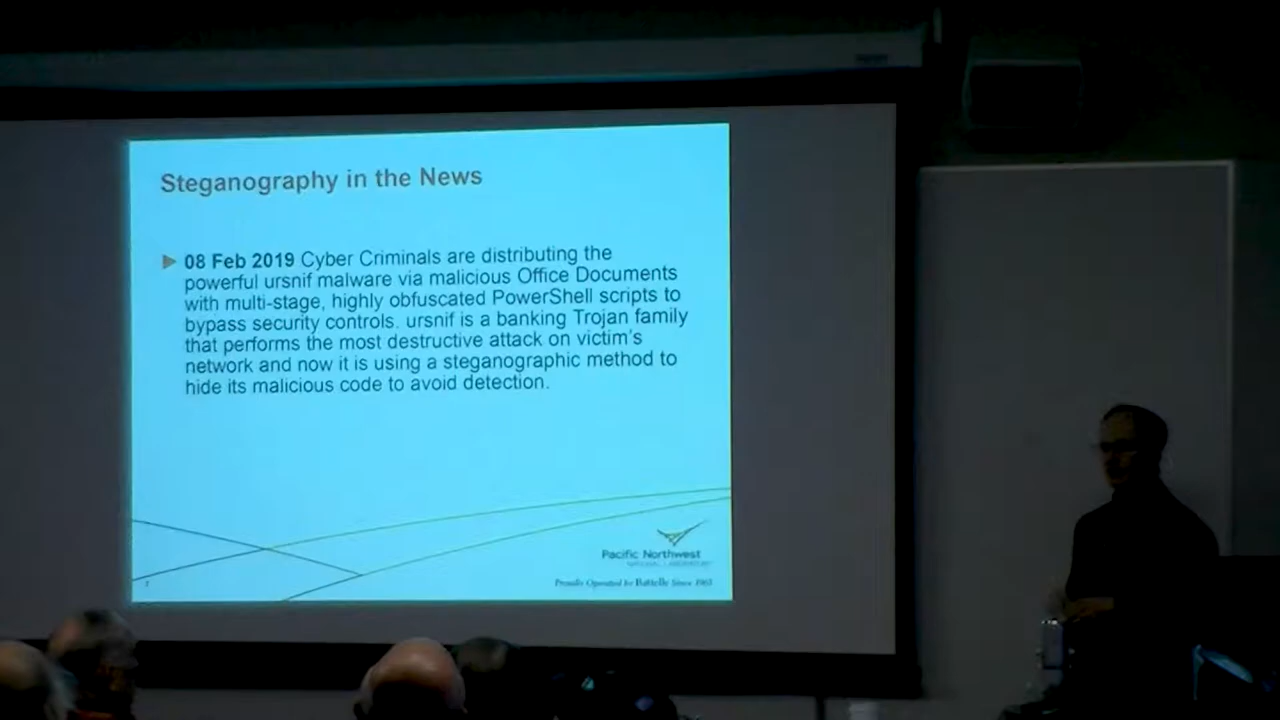 Steganography in the News
08 Feb 2019 Cyber Criminals are distributing the
powerful ursnif malware via malicious Office Documents
with multi-stage, highly obfuscated PowerShell scripts to
bypass security controls. ursnif is a banking Trojan family
that performs the most destructive attack on victim's
network and now it is using a steganographic method to
hide its malicious code to avoid detection.
Pacific Northwest
NATIONAL LABORATORY
Proudly Operated by Battelle Since 1965